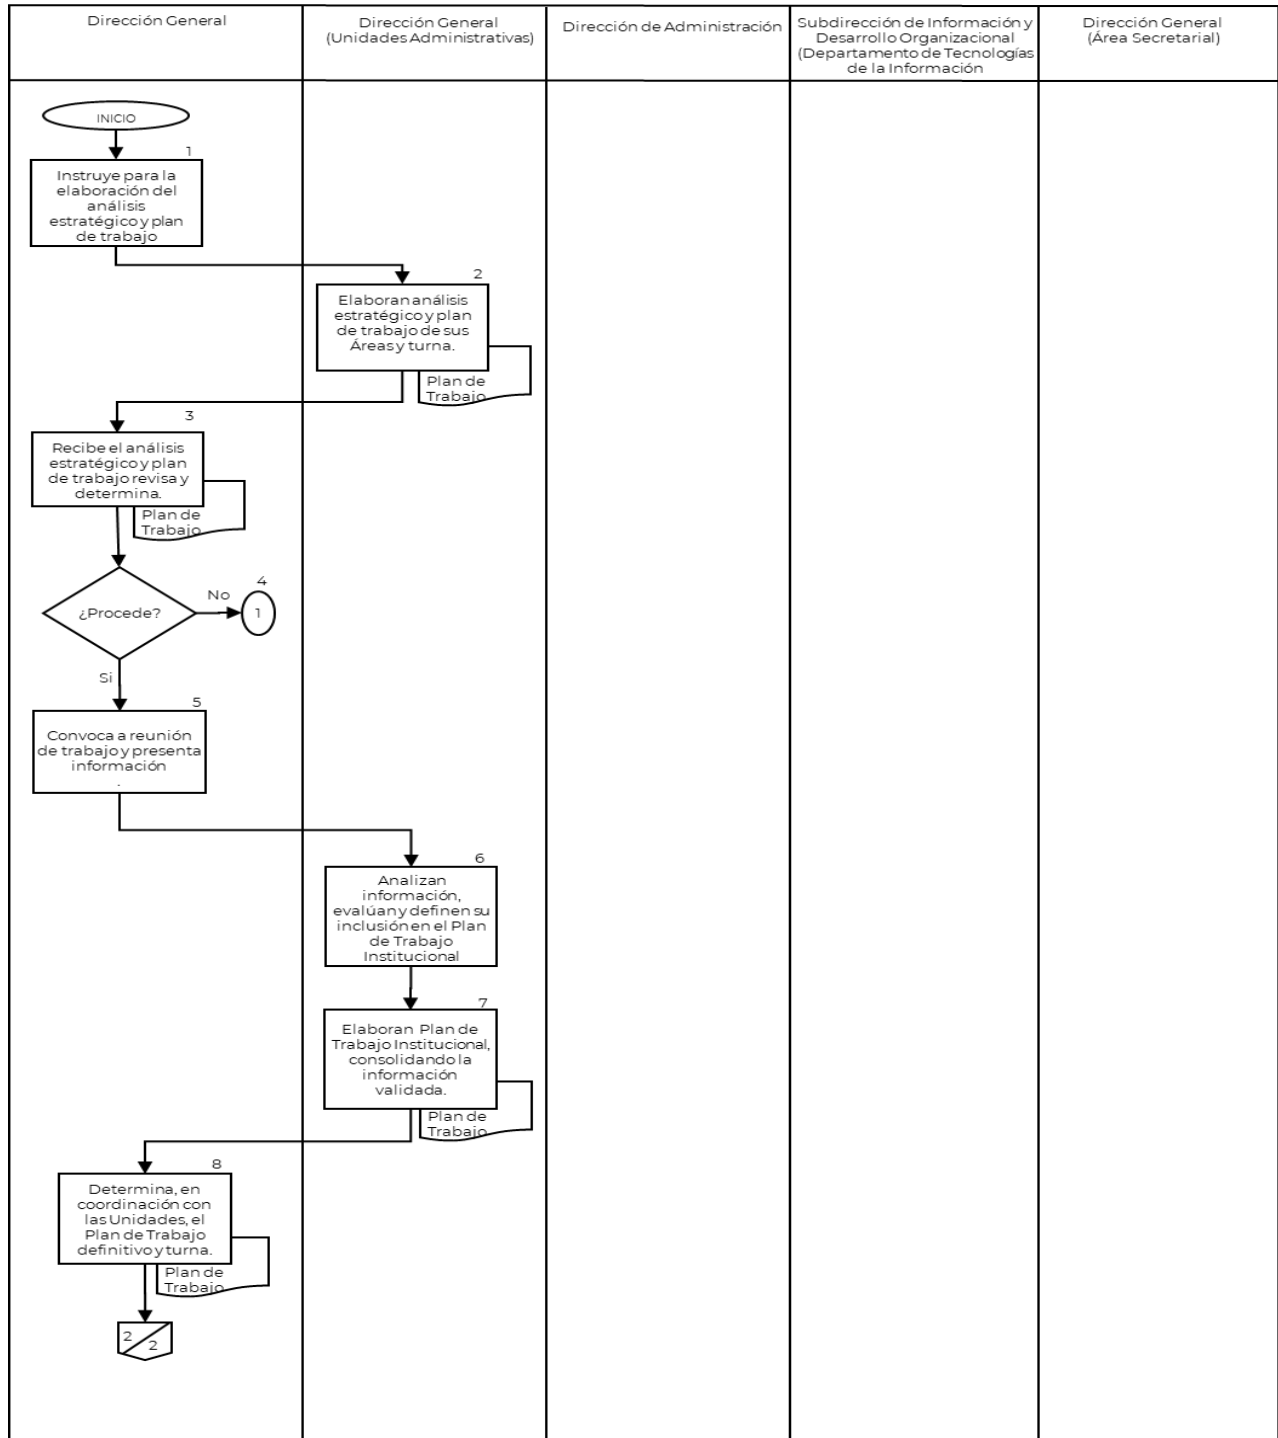 Dirección General
Dirección General
(Unidades Administrativas)
Dirección de Administración
Subdirección de Información y
Desarrollo Organizacional
(Departamento de Tecnologías
de la Información
Dirección General
(Área Secretarial)
INICIO
1
Instruye para la
elaboración del
análisis
estratégico y plan
de trabajo
2
Elaboran análisis
estratégico y plan
de trabajo de sus
Áreas y turna.
Plan de
Trabajo
3
Recibe el análisis
estratégico y plan
de trabajo revisa y
determina.
Plan de
Trabajo
4
¿Procede?
No
1
Si
5
Convoca a reunión
de trabajo y presenta
información
.
6
Analizan
información,
evalúan y definen su
inclusión en el Plan
de Trabajo
Institucional
7
Elaboran Plan de
Trabajo Institucional,
consolidando la
información
validada.
Plan de
Trabajo
8
Determina, en
coordinación con
las Unidades, el
Plan de Trabajo
definitivo y turna.
Plan de
Trabajo
2
2